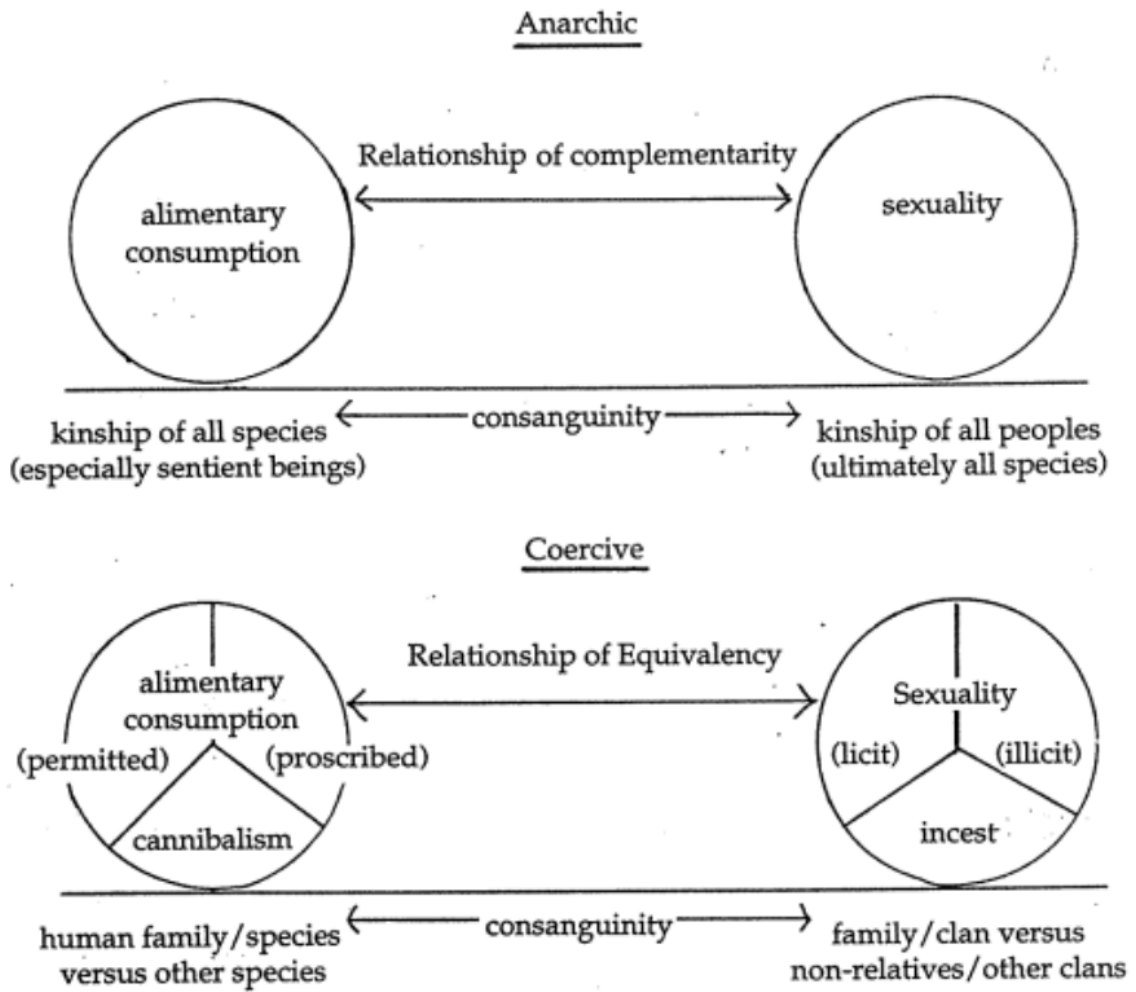 Anarchic
Relationship of complementarity
alimentary
consumption
sexuality
consanguinity
kinship of all species
(especially sentient beings)
kinship of all peoples
(ultimately all species)
Coercive
Relationship of Equivalency
alimentary
consumption
(permitted)
(proscribed)
cannibalism
Sexuality
(licit)
(illicit)
incest
consanguinity
human family/species
versus other species
family/clan versus
non-relatives/other clans